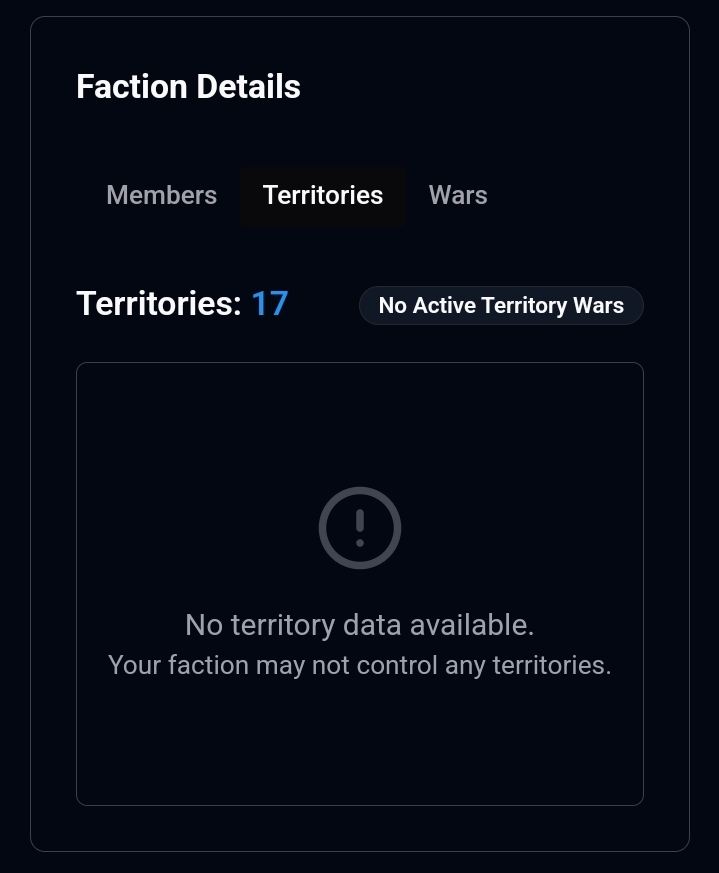 Faction Details
Members Territories Wars
Territories: 17 No Active Territory Wars
No territory data available.
Your faction may not control any territories.